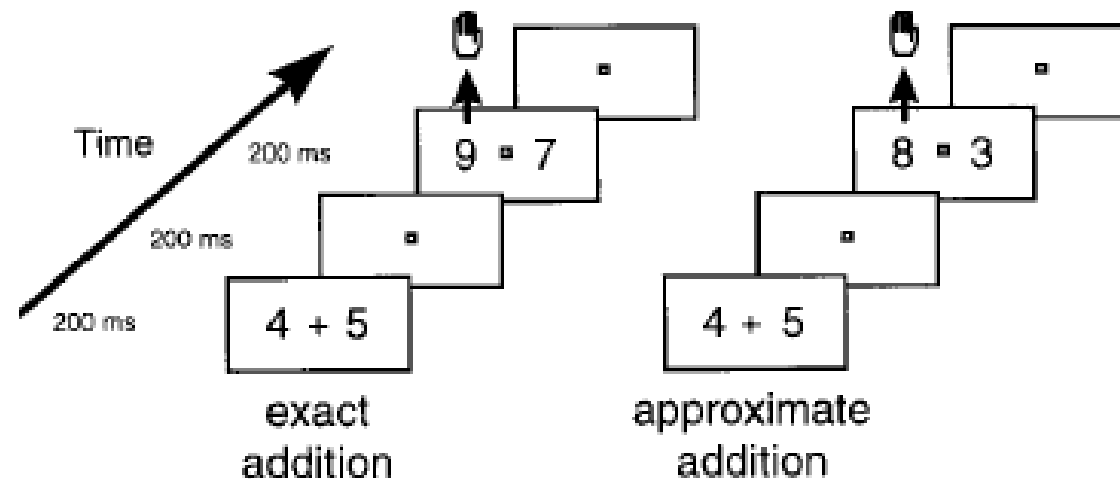 Time
200 ms
200 ms
200 ms
9 7
4 + 5
exact
addition
8 3
4 + 5
approximate
addition